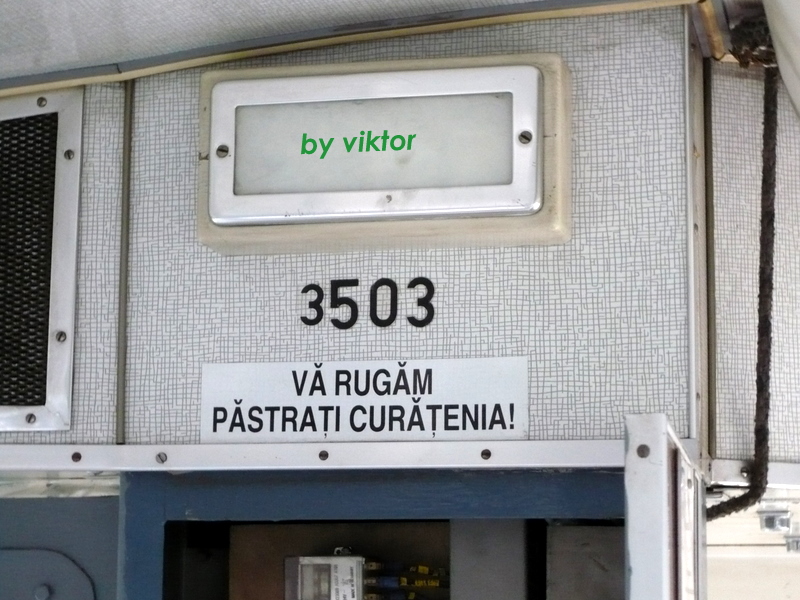 by viktor
3503
VĂ RUGĂM
PĂSTRAȚI CURĂȚENIA!